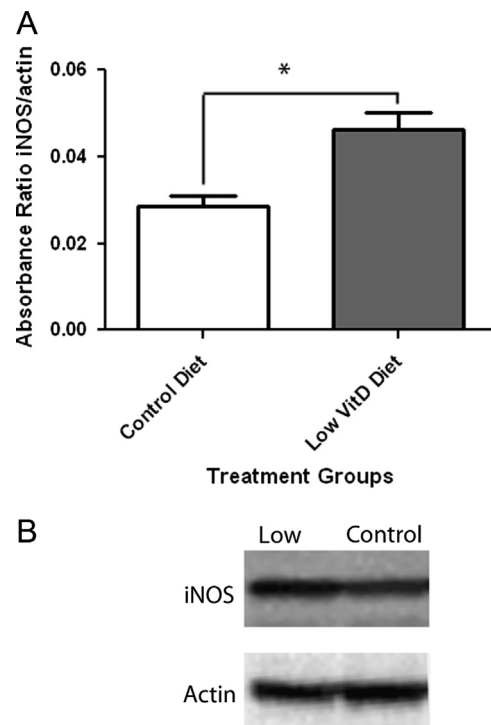 A
Absorbance Ratio iNOS/actin
0.06
*
0.04
0.02
0.00
Control Diet
Low VitD Diet
Treatment Groups
B
Low Control
iNOS
Actin